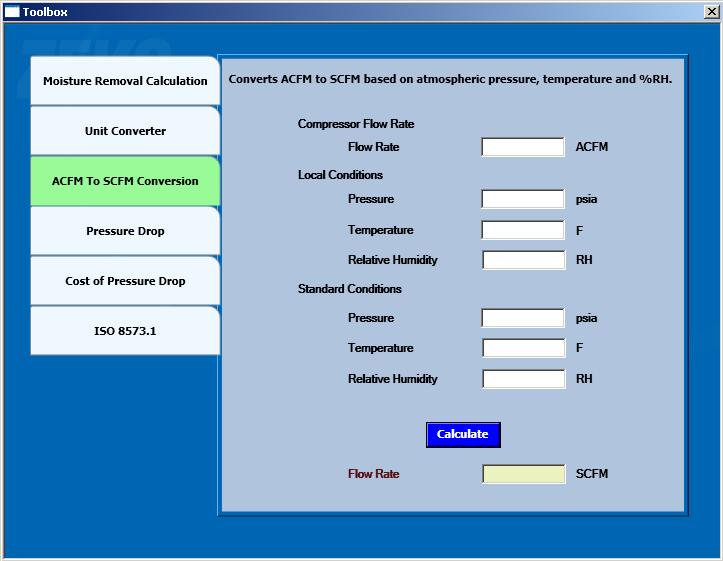 Toolbox
ZEKS
Moisture Removal Calculation
Unit Converter
ACFM To SCFM Conversion
Pressure Drop
Cost of Pressure Drop
ISO 8573.1
Converts ACFM to SCFM based on atmospheric pressure, temperature and %RH.
Compressor Flow Rate
Flow Rate ACFM
Local Conditions
Pressure psia
Temperature F
Relative Humidity RH
Standard Conditions
Pressure psia
Temperature F
Relative Humidity RH
Calculate
Flow Rate SCFM